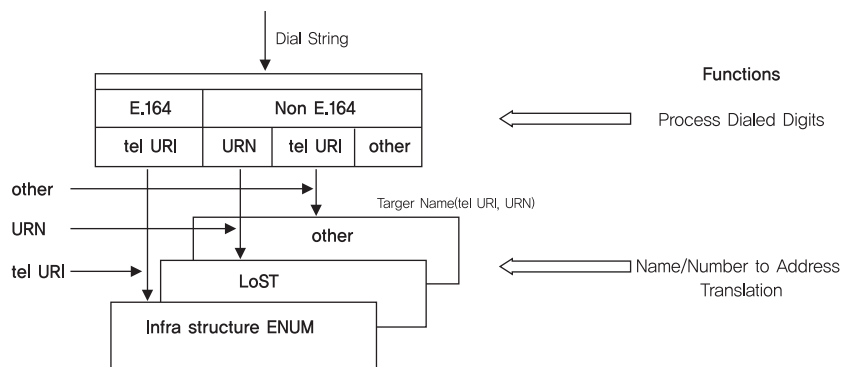 Dial String
Functions
E.164
Non E.164
Process Dialed Digits
tel URI
URN
tel URI
other
other
Targer Name(tel URI, URN)
URN
other
tel URI
LoST
Name/Number to Address
Translation
Infra structure ENUM